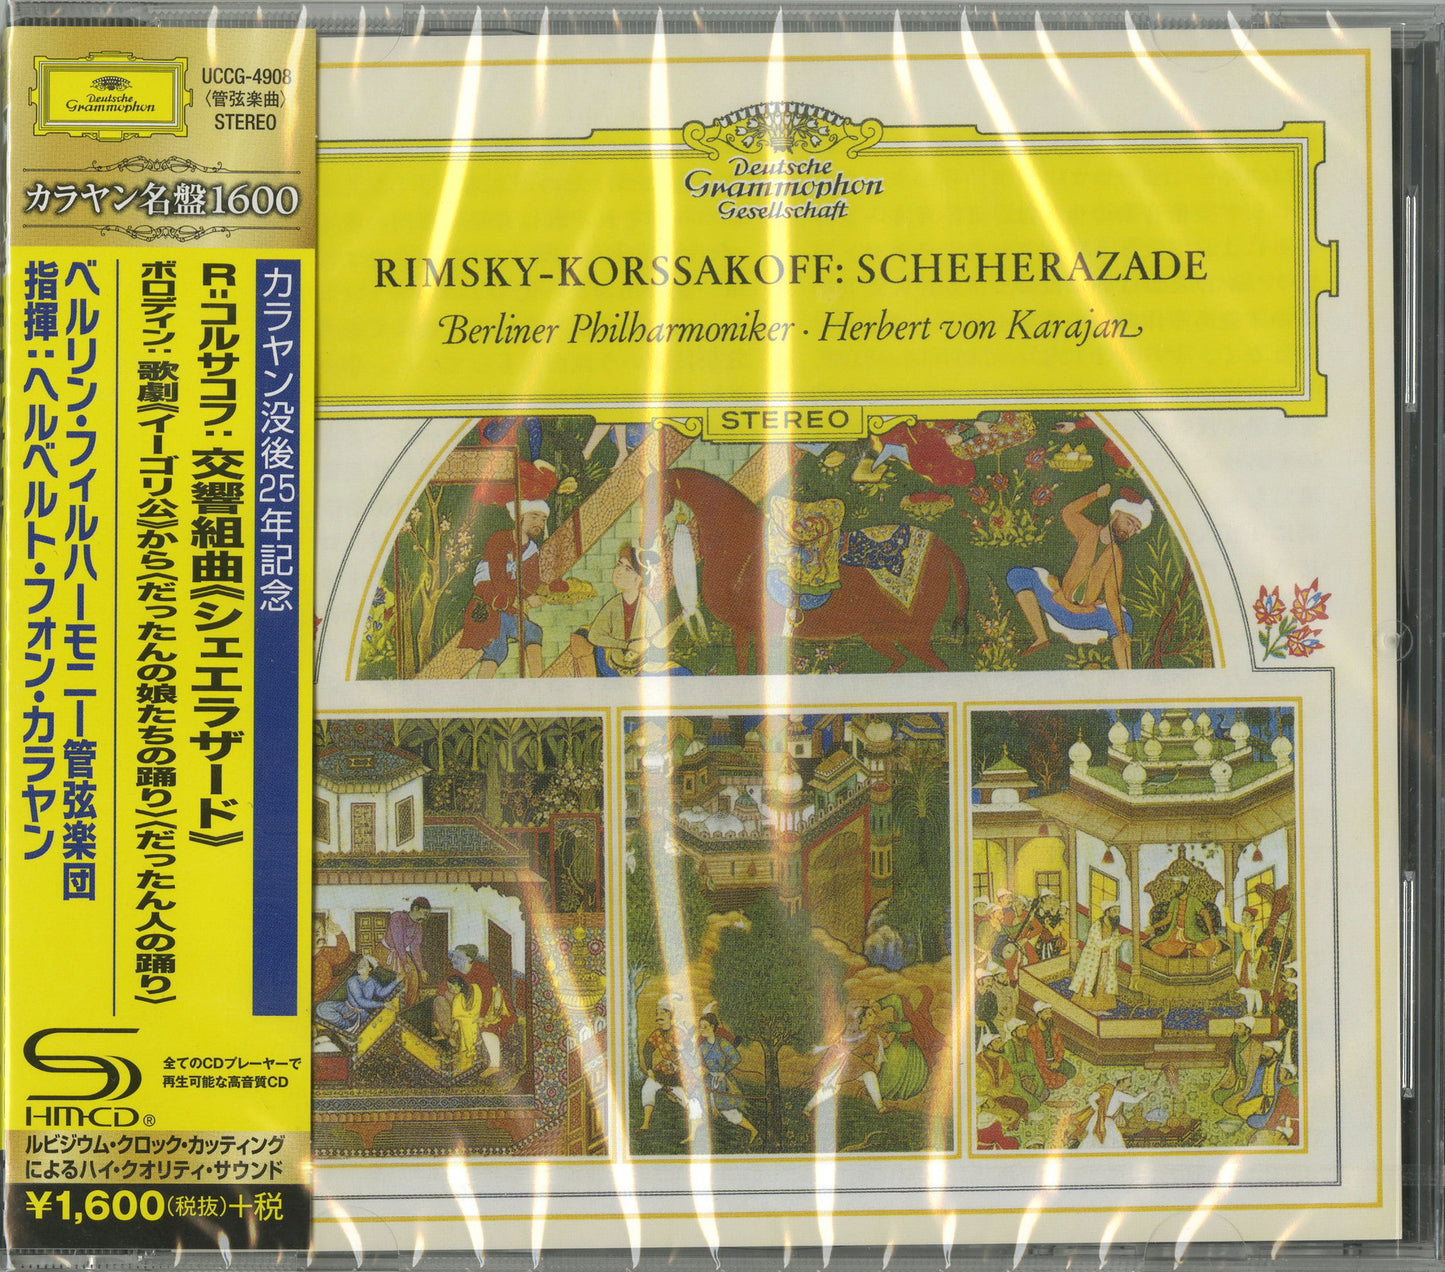 Deutsche
Grammophon
UCCG-4908
〈管弦楽曲〉
STEREO
カラヤン名盤1600
カラヤン没後25年記念
R=コルサコフ:交響組曲《シェエラザード》
ボロディン:歌劇《イーゴリ公》から〈だったんの娘たちの踊り〉〈だったん人の踊り〉
ベルリン・フィルハーモニー管弦楽団
指揮:ヘルベルト・フォン・カラヤン
SHM-CD®
全てのCDプレーヤーで
再生可能な高音質CD
ルビジウム・クロック・カッティング
によるハイ・クオリティ・サウンド
¥1,600(税抜)+税
Deutsche
Grammophon
Gesellschaft
RIMSKY-KORSSAKOFF: SCHEHERAZADE
Berliner Philharmoniker · Herbert von Karajan
STEREO